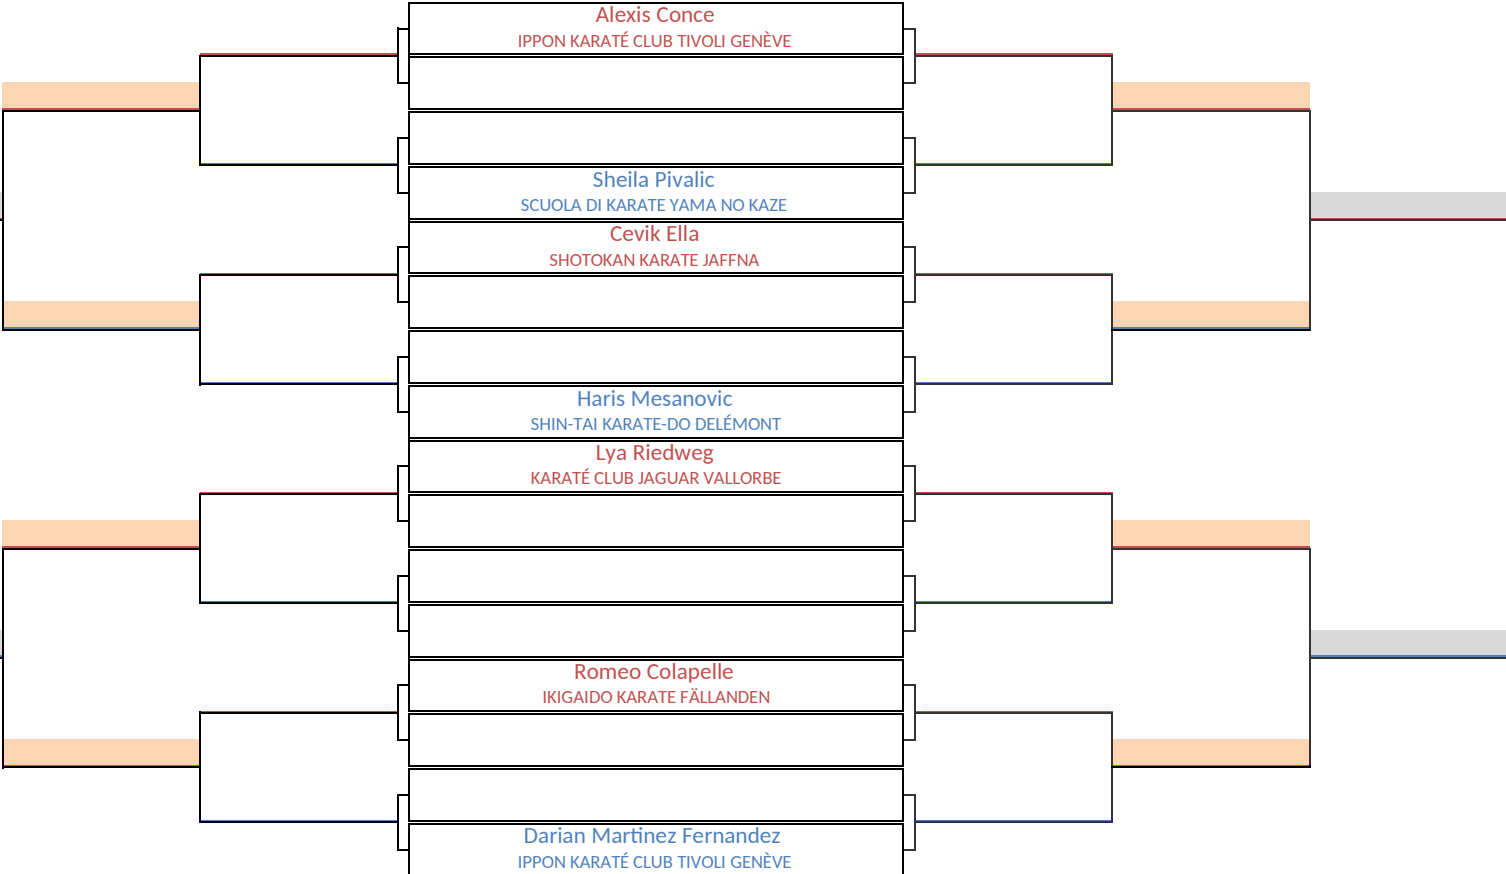 Alexis Conce
IPPON KARATÉ CLUB TIVOLI GENÈVE
Sheila Pivalic
SCUOLA DI KARATE YAMA NO KAZE
Cevik Ella
SHOTOKAN KARATE JAFFNA
Haris Mesanovic
SHIN-TAI KARATE-DO DELÉMONT
Lya Riedweg
KARATÉ CLUB JAGUAR VALLORBE
Romeo Colapelle
IKIGAIDO KARATE FÄLLANDEN
Darian Martinez Fernandez
IPPON KARATÉ CLUB TIVOLI GENÈVE